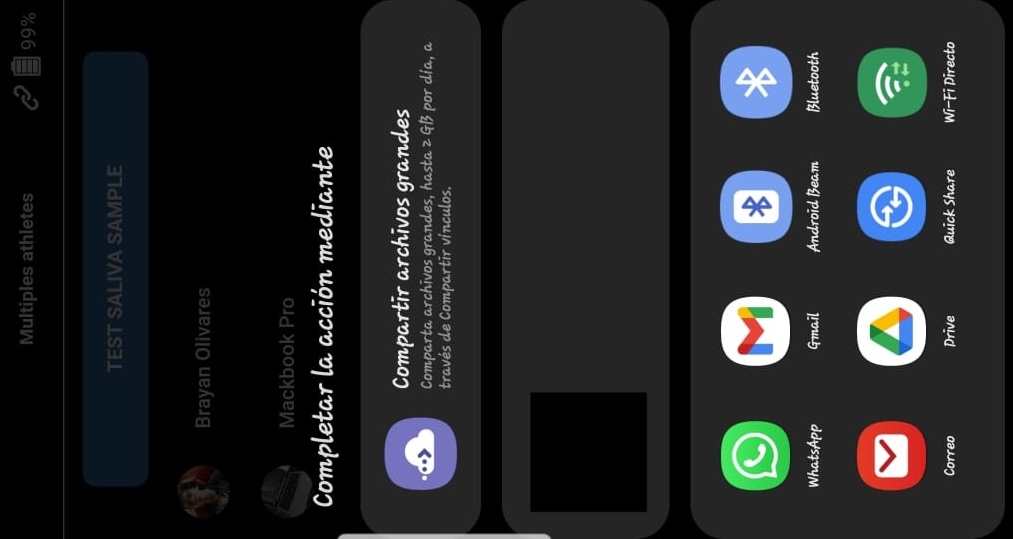 Multiples athletes
99%
TEST SALIVA SAMPLE
Brayan Olivares
Mackbook Pro
Completar la acción mediante
Compartir archivos grandes
Comparta archivos grandes, hasta 2 GB por día, a
través de Compartir vínculos.
WhatsApp
Gmail
Android Beam
Bluetooth
Correo
Drive
Quick Share
Wi-Fi Directo